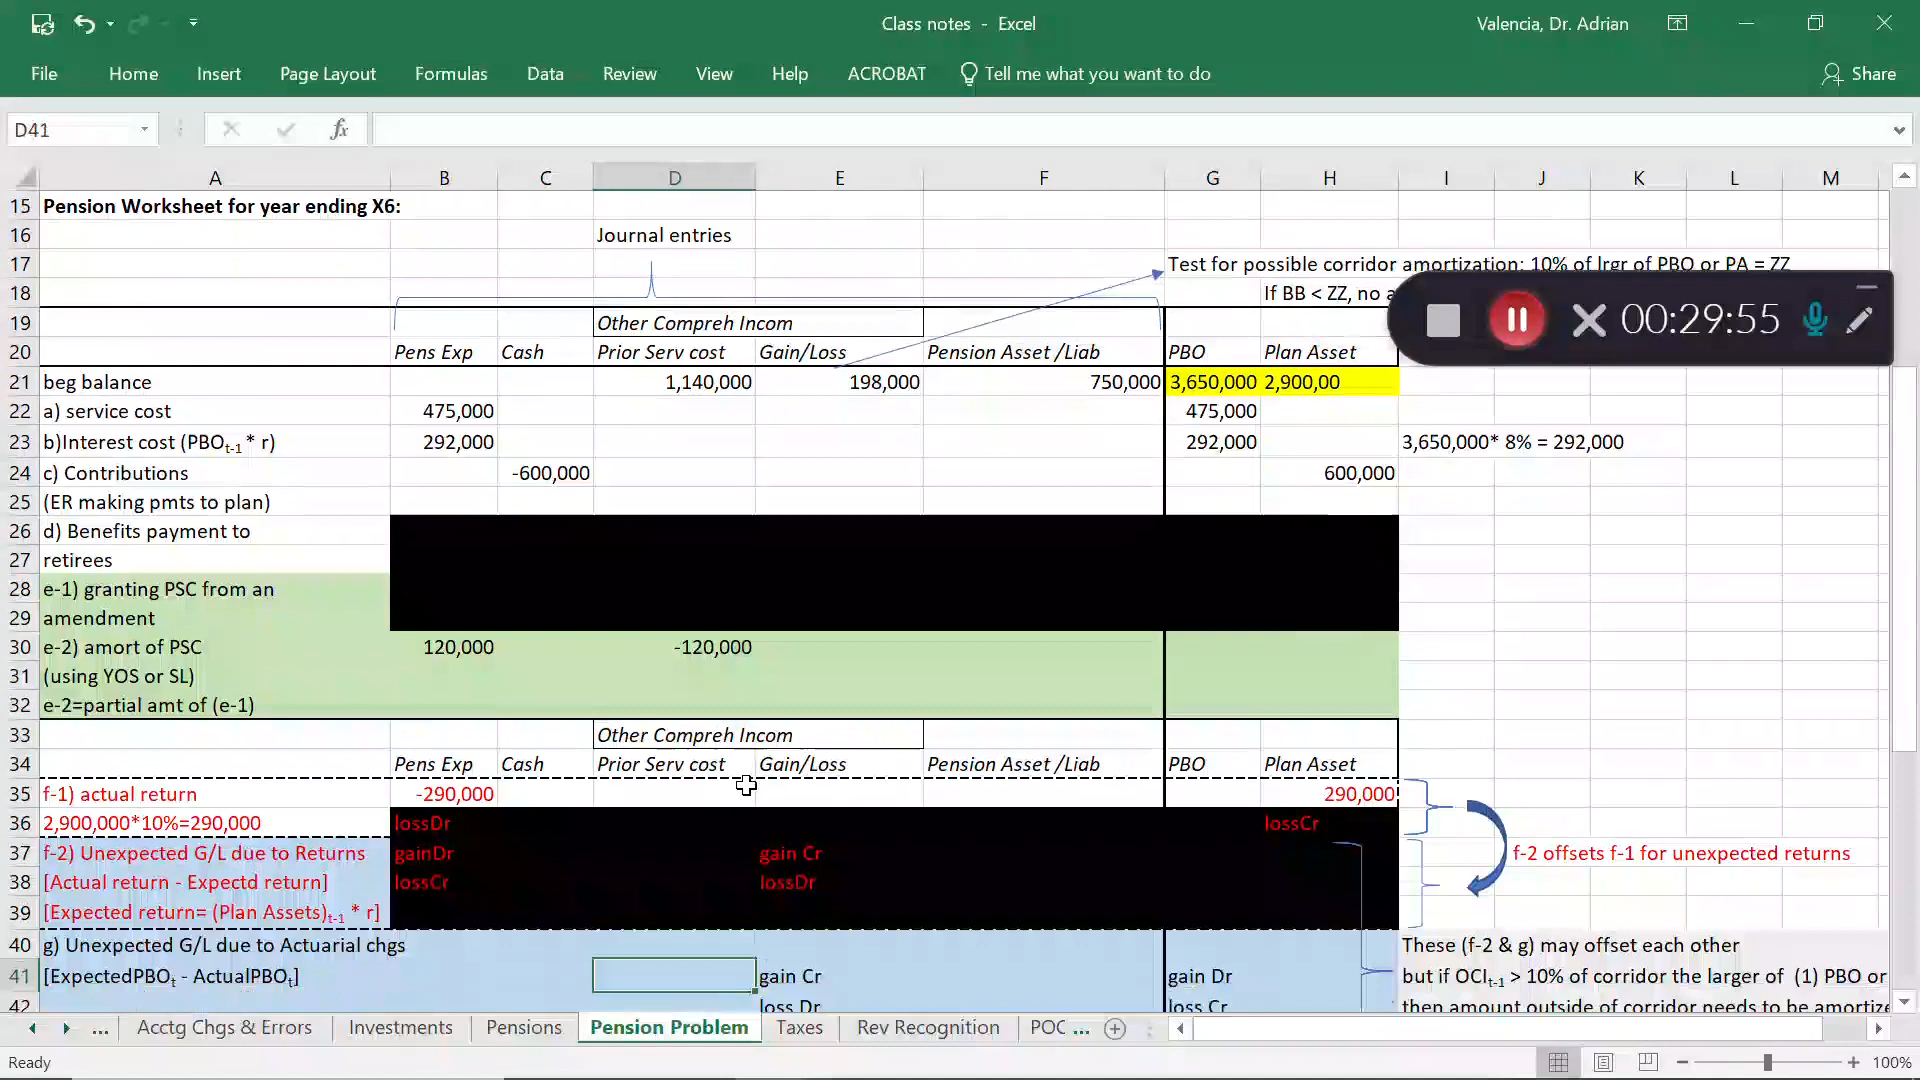 Class notes - Excel
Valencia, Dr. Adrian
File Home Insert Page Layout Formulas Data Review View Help ACROBAT Tell me what you want to do Share
D41 fx
A B C D E F G H I J K L M
15 Pension Worksheet for year ending X6:
16 Journal entries
17 Test for possible corridor amortization: 10% of lrgr of PBO or PA = ZZ
18 If BB < ZZ, no a
00:29:55
19 Other Compreh Incom
20 Pens Exp Cash Prior Serv cost Gain/Loss Pension Asset /Liab PBO Plan Asset
21 beg balance 1,140,000 198,000 750,000 3,650,000 2,900,00
22 a) service cost 475,000 475,000
23 b)Interest cost (PBOt-1 * r) 292,000 292,000 3,650,000* 8% = 292,000
24 c) Contributions -600,000 600,000
25 (ER making pmts to plan)
26 d) Benefits payment to
27 retirees
28 e-1) granting PSC from an
29 amendment
30 e-2) amort of PSC 120,000 -120,000
31 (using YOS or SL)
32 e-2=partial amt of (e-1)
33 Other Compreh Incom
34 Pens Exp Cash Prior Serv cost Gain/Loss Pension Asset /Liab PBO Plan Asset
35 f-1) actual return -290,000 290,000
36 2,900,000*10%=290,000 lossDr lossCr
37 f-2) Unexpected G/L due to Returns gainDr gain Cr f-2 offsets f-1 for unexpected returns
38 [Actual return - Expectd return] lossCr lossDr
39 [Expected return= (Plan Assets)t-1 * r]
40 g) Unexpected G/L due to Actuarial chgs These (f-2 & g) may offset each other
41 [ExpectedPBOt - ActualPBOt] gain Cr gain Dr but if OCIt-1 > 10% of corridor the larger of (1) PBO or
42 loss Dr loss Cr then amount outside of corridor needs to be amortize
... Acctg Chgs & Errors Investments Pensions Pension Problem Taxes Rev Recognition POC ...
Ready 100%